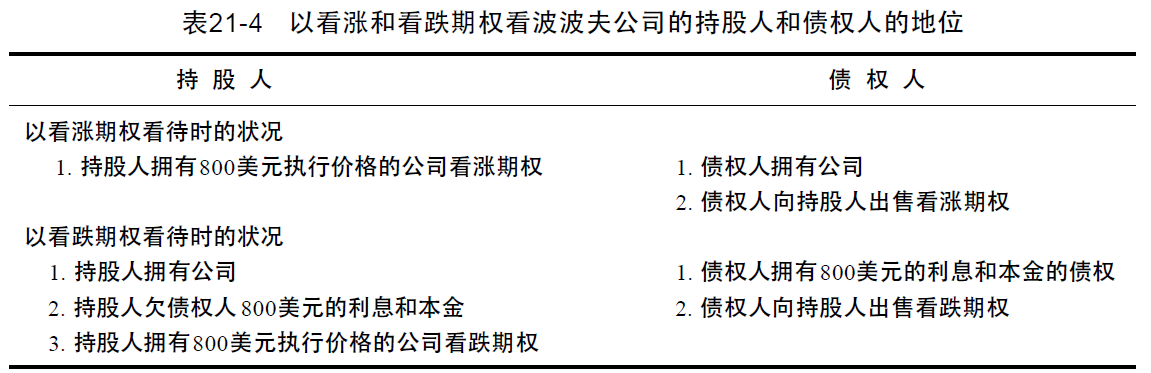 表21-4 以看涨和看跌期权看波波夫公司的持股人和债权人的地位
持股人 债权人
以看涨期权看待时的状况
1. 持股人拥有800美元执行价格的公司看涨期权 1. 债权人拥有公司
2. 债权人向持股人出售看涨期权
以看跌期权看待时的状况
1. 持股人拥有公司 1. 债权人拥有800美元的利息和本金的债权
2. 持股人欠债权人800美元的利息和本金 2. 债权人向持股人出售看跌期权
3. 持股人拥有800美元执行价格的公司看跌期权